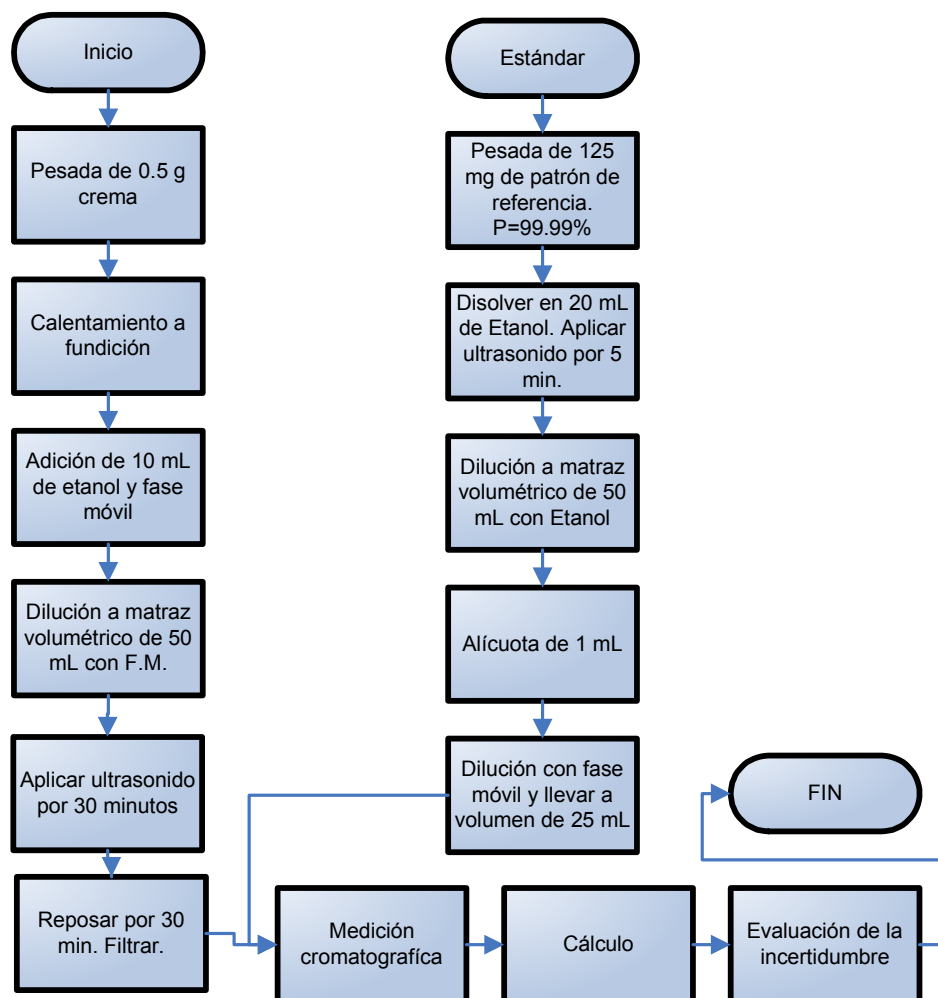 Inicio
Pesada de 0.5 g
crema
Calentamiento a
fundición
Adición de 10 mL
de etanol y fase
móvil
Dilución a matraz
volumétrico de 50
mL con F.M.
Aplicar ultrasonido
por 30 minutos
Reposar por 30
min. Filtrar.
Estándar
Pesada de 125
mg de patrón de
referencia.
P=99.99%
Disolver en 20 mL
de Etanol. Aplicar
ultrasonido por 5
min.
Dilución a matraz
volumétrico de 50
mL con Etanol
Alícuota de 1 mL
Dilución con fase
móvil y llevar a
volumen de 25 mL
Medición
cromatografíca
Cálculo
Evaluación de la
incertidumbre
FIN